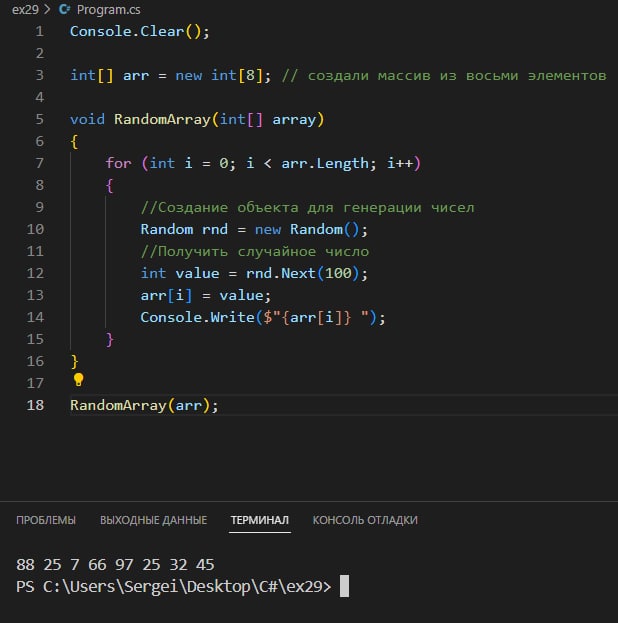 ex29 > Program.cs
1 Console.Clear();
2
3 int[] arr = new int[8]; // создали массив из восьми элементов
4
5 void RandomArray(int[] array)
6 {
7 for (int i = 0; i < arr.Length; i++)
8 {
9 //Создание объекта для генерации чисел
10 Random rnd = new Random();
11 //Получить случайное число
12 int value = rnd.Next(100);
13 arr[i] = value;
14 Console.Write($"{arr[i]} ");
15 }
16 }
17
18 RandomArray(arr);
ПРОБЛЕМЫ ВЫХОДНЫЕ ДАННЫЕ ТЕРМИНАЛ КОНСОЛЬ ОТЛАДКИ
88 25 7 66 97 25 32 45
PS C:\Users\Sergei\Desktop\C#\ex29>